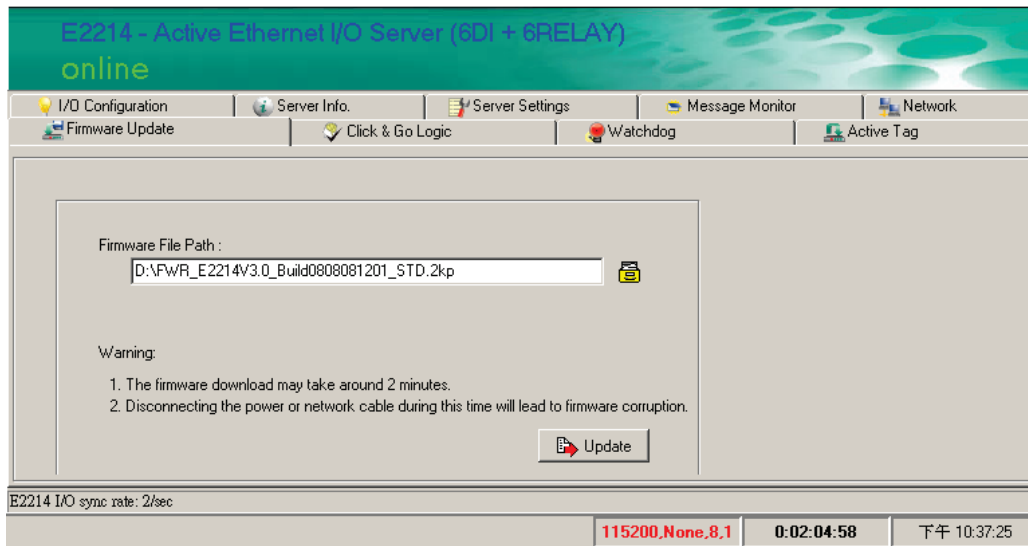 E2214 - Active Ethernet I/O Server (6DI + 6RELAY)
online
I/O Configuration
Server Info.
Server Settings
Message Monitor
Network
Firmware Update
Click & Go Logic
Watchdog
Active Tag
Firmware File Path :
D:\FWR_E2214V3.0_Build0808081201_STD.2kp
Warning:
1. The firmware download may take around 2 minutes.
2. Disconnecting the power or network cable during this time will lead to firmware corruption.
Update
E2214 I/O sync rate: 2/sec
115200,None,8,1
0:02:04:58
下午 10:37:25